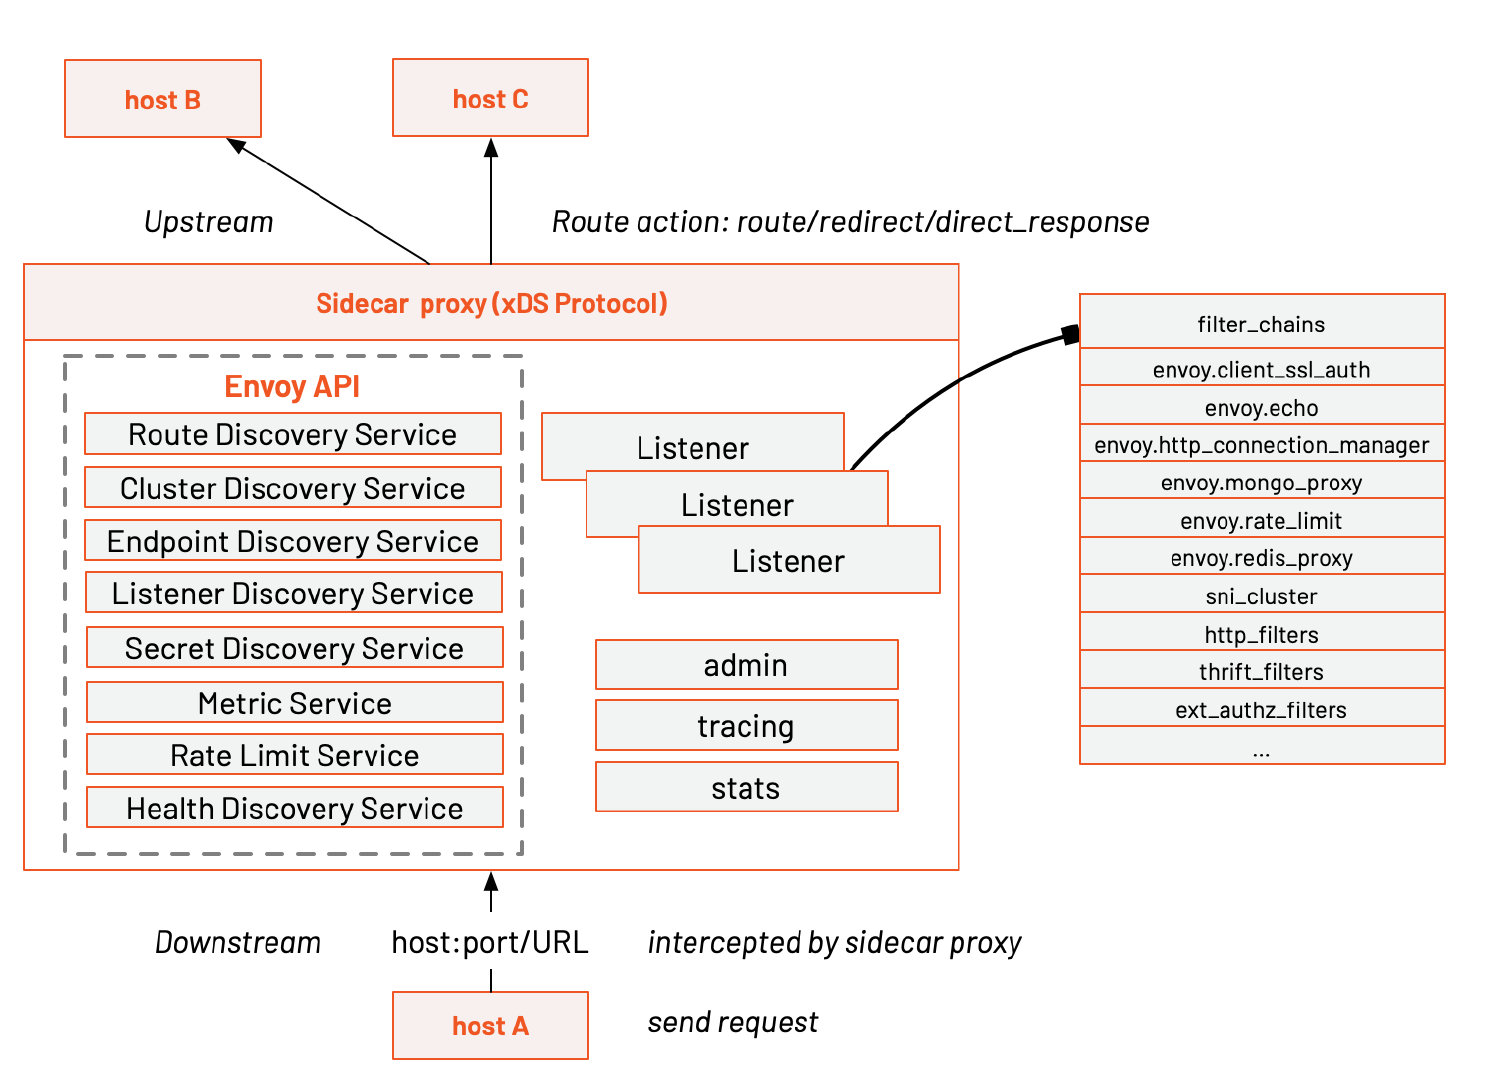 host B
host C
Upstream
Route action: route/redirect/direct_response
Sidecar proxy (xDS Protocol)
Envoy API
Route Discovery Service
Cluster Discovery Service
Endpoint Discovery Service
Listener Discovery Service
Secret Discovery Service
Metric Service
Rate Limit Service
Health Discovery Service
Listener
Listener
Listener
admin
tracing
stats
filter_chains
envoy.client_ssl_auth
envoy.echo
envoy.http_connection_manager
envoy.mongo_proxy
envoy.rate_limit
envoy.redis_proxy
sni_cluster
http_filters
thrift_filters
ext_authz_filters
...
Downstream
host:port/URL
intercepted by sidecar proxy
host A
send request